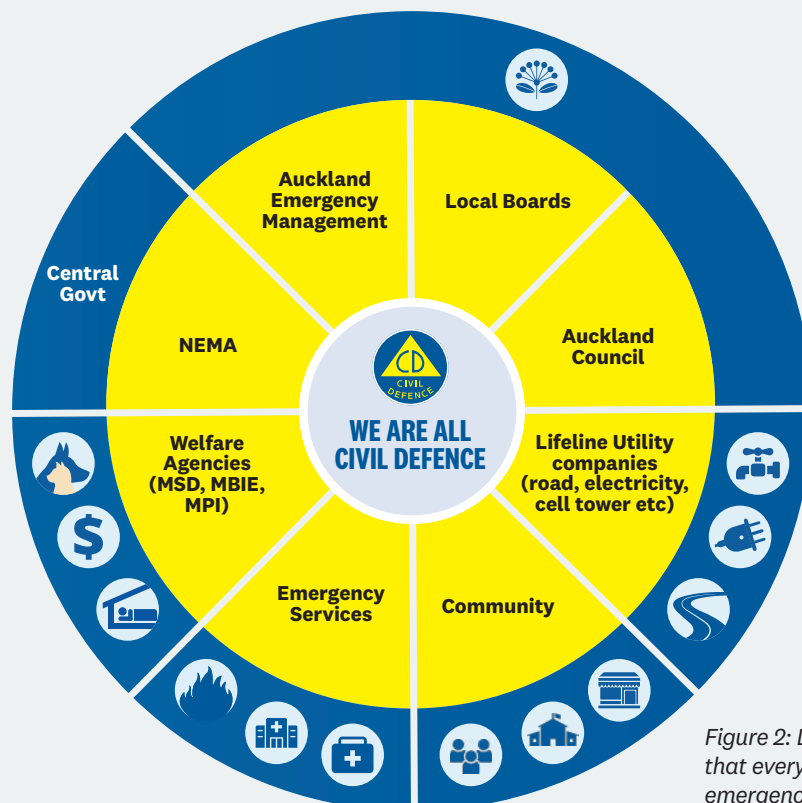 Auckland
Emergency
Management
Local Boards
Central
Govt
NEMA
Auckland
Council
CD
CIVIL
DEFENCE
WE ARE ALL
CIVIL DEFENCE
Welfare
Agencies
(MSD, MBIE,
MPI)
Lifeline Utility
companies
(road, electricity,
cell tower etc)
$
Emergency
Services
Community
Figure 2:
that every